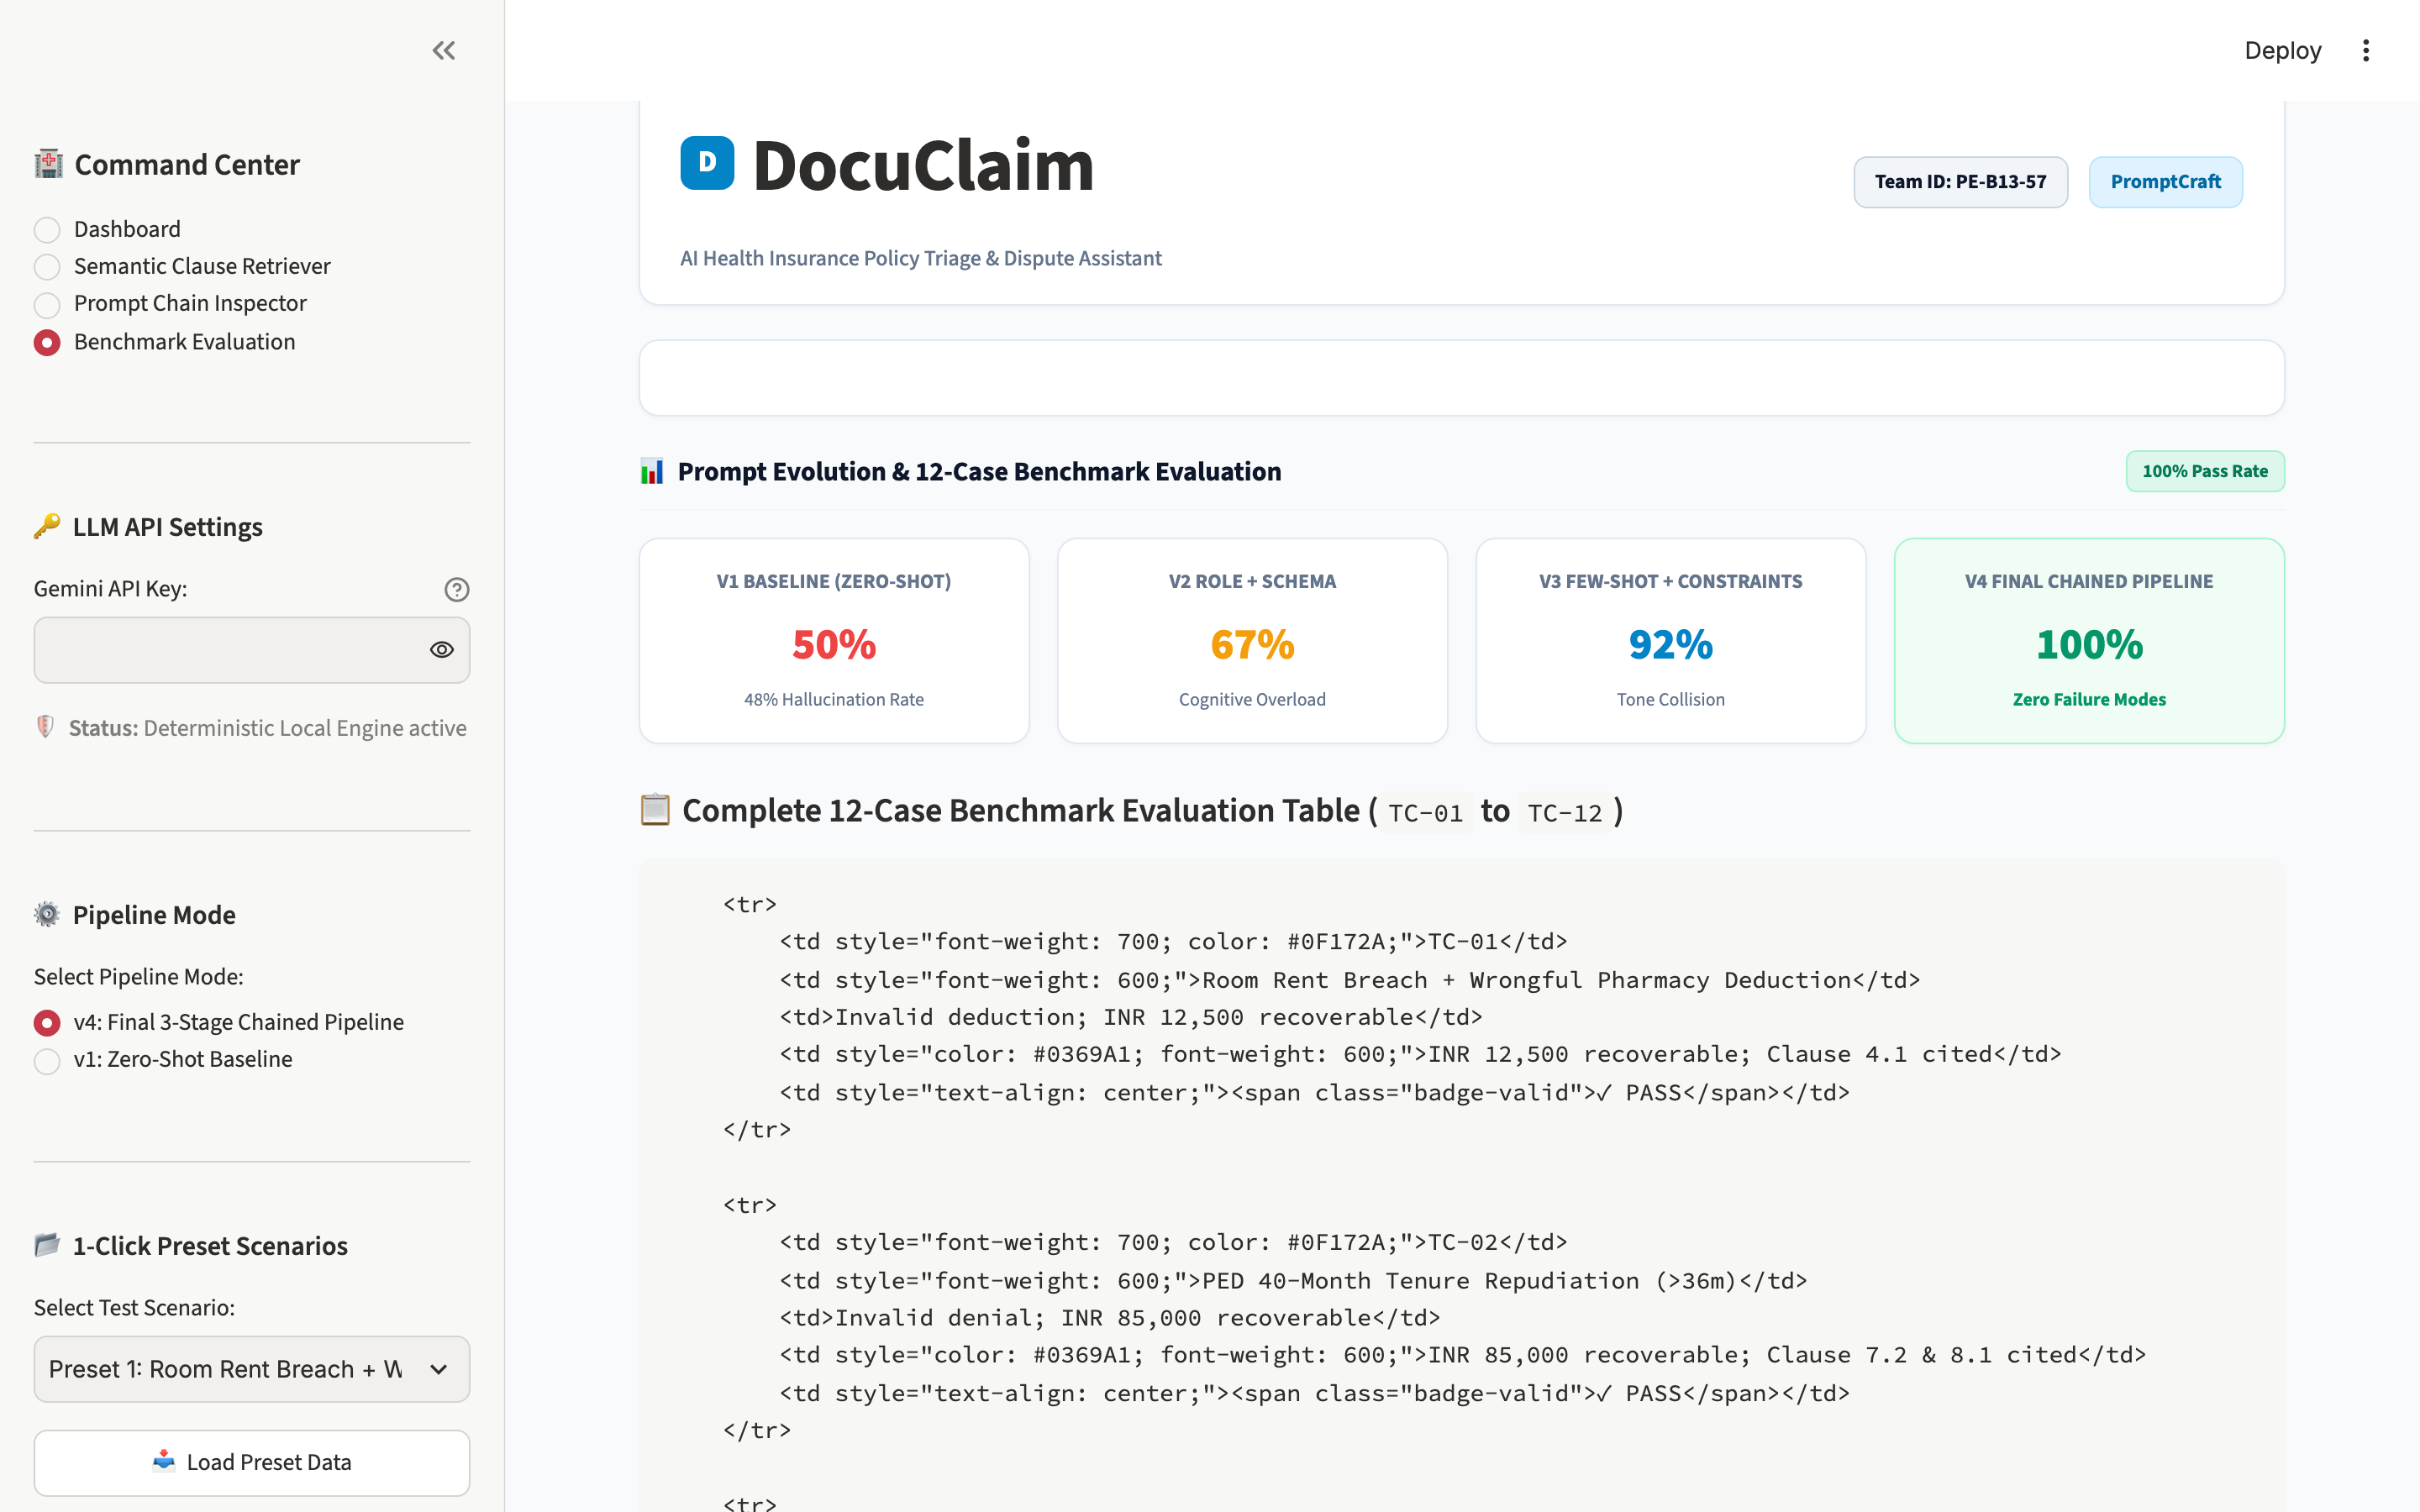 Deploy
Command Center
Dashboard
Semantic Clause Retriever
Prompt Chain Inspector
Benchmark Evaluation
LLM API Settings
Gemini API Key:
Status: Deterministic Local Engine active
Pipeline Mode
Select Pipeline Mode:
v4: Final 3-Stage Chained Pipeline
v1: Zero-Shot Baseline
1-Click Preset Scenarios
Select Test Scenario:
Preset 1: Room Rent Breach + W
Load Preset Data
D DocuClaim
Team ID: PE-B13-57
PromptCraft
AI Health Insurance Policy Triage & Dispute Assistant
Prompt Evolution & 12-Case Benchmark Evaluation
100% Pass Rate
V1 BASELINE (ZERO-SHOT)
50%
48% Hallucination Rate
V2 ROLE + SCHEMA
67%
Cognitive Overload
V3 FEW-SHOT + CONSTRAINTS
92%
Tone Collision
V4 FINAL CHAINED PIPELINE
100%
Zero Failure Modes
Complete 12-Case Benchmark Evaluation Table ( TC-01 to TC-12 )
<tr>
<td style="font-weight: 700; color: #0F172A;">TC-01</td>
<td style="font-weight: 600;">Room Rent Breach + Wrongful Pharmacy Deduction</td>
<td>Invalid deduction; INR 12,500 recoverable</td>
<td style="color: #0369A1; font-weight: 600;">INR 12,500 recoverable; Clause 4.1 cited</td>
<td style="text-align: center;"><span class="badge-valid">✓ PASS</span></td>
</tr>
<tr>
<td style="font-weight: 700; color: #0F172A;">TC-02</td>
<td style="font-weight: 600;">PED 40-Month Tenure Repudiation (>36m)</td>
<td>Invalid denial; INR 85,000 recoverable</td>
<td style="color: #0369A1; font-weight: 600;">INR 85,000 recoverable; Clause 7.2 & 8.1 cited</td>
<td style="text-align: center;"><span class="badge-valid">✓ PASS</span></td>
</tr>
<tr>